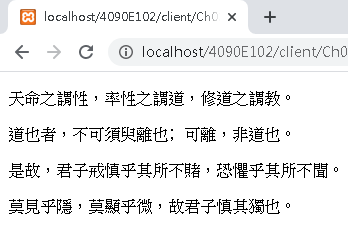 localhost/4090E102/client/Ch0
localhost/4090E102/client/Ch0
天命之謂性，率性之謂道，修道之謂教。
道也者，不可須臾離也; 可離，非道也。
是故，君子戒慎乎其所不賭，恐懼乎其所不聞。
莫見乎隱，莫顯乎微，故君子慎其獨也。